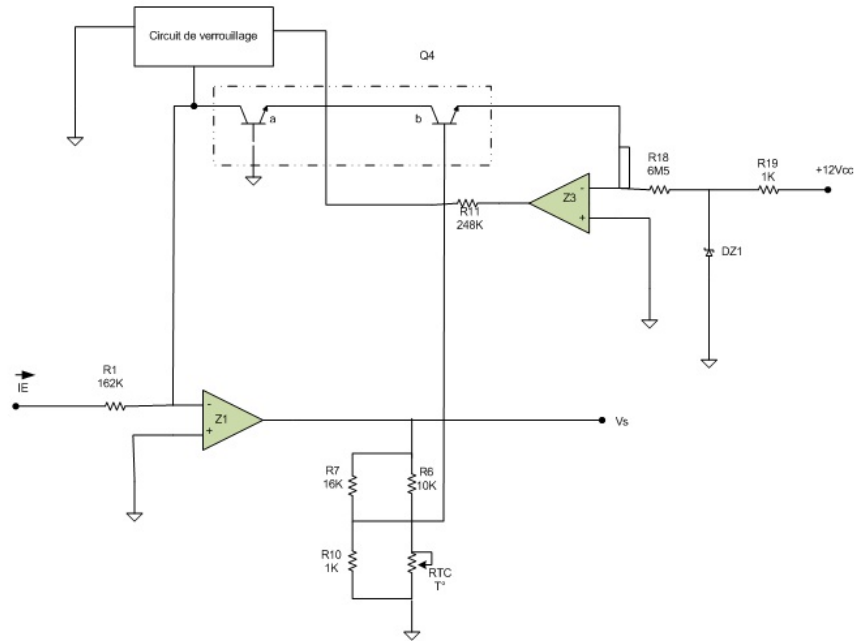 Circuit de verrouillage
Q4
a
b
R18
6M5
R19
1K
+12Vcc
Z3
-
+
R11
248K
DZ1
IE
R1
162K
-
+
Z1
Vs
R7
16K
R6
10K
R10
1K
RTC
T°